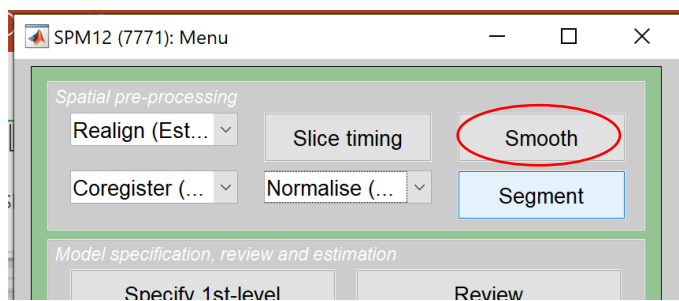 SPM12 (7771): Menu
Spatial pre-processing
Realign (Est... Slice timing Smooth
Coregister (... Normalise (... Segment
Model specification, review and estimation
Specify 1st-level Review